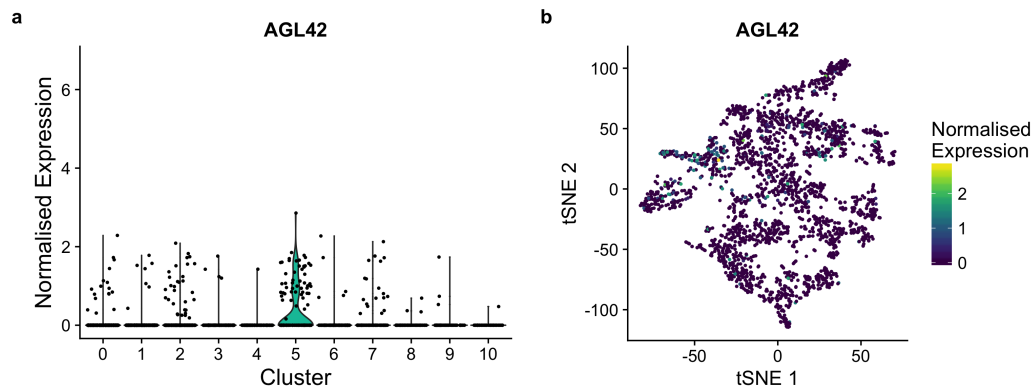 a
AGL42
Normalised Expression
6
4
2
0
0 1 2 3 4 5 6 7 8 9 10
Cluster
b
AGL42
tSNE 2
100
50
0
-50
-100
-50 0 50
tSNE 1
Normalised
Expression
2
1
0